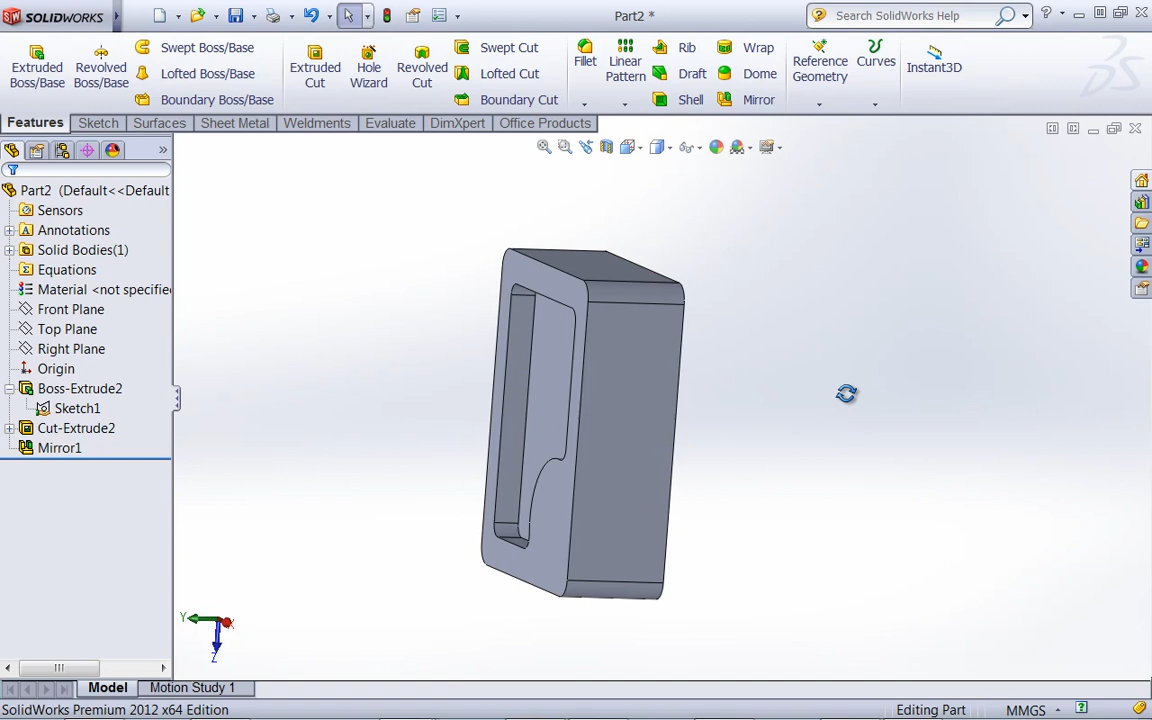 SOLIDWORKS
Part2 *
Search SolidWorks
Extruded Boss/Base
Revolved Boss/Base
Swept Boss/Base
Lofted Boss/Base
Boundary Boss/Base
Extruded Cut
Hole Wizard
Revolved Cut
Swept Cut
Lofted Cut
Boundary Cut
Fillet
Linear Pattern
Rib
Draft
Shell
Wrap
Dome
Mirror
Reference Geometry
Curves
Instant3D
Features
Sketch
Surfaces
Sheet Metal
Weldments
Evaluate
DimXpert
Office Products
Part2 (Default<<Default
Sensors
Annotations
Solid Bodies(1)
Equations
Material <not specifie
Front Plane
Top Plane
Right Plane
Origin
Boss-Extrude2
Sketch1
Cut-Extrude2
Mirror1
Y
X
Z
Model
Motion Study 1
SolidWorks Premium 2012 x64 Edition
Editing Part
MMGS